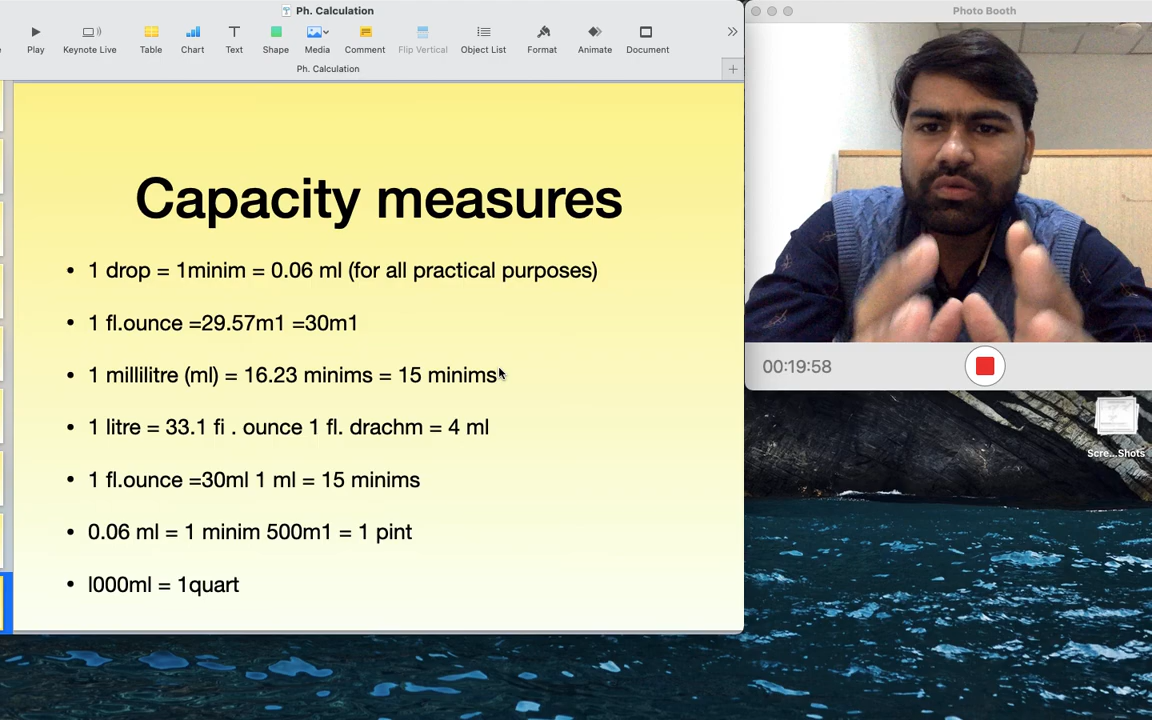 Ph. Calculation
Play
Keynote Live
Table
Chart
Text
Shape
Media
Comment
Flip Vertical
Object List
Format
Animate
Document
Ph. Calculation
Capacity measures
• 1 drop = 1minim = 0.06 ml (for all practical purposes)
• 1 fl.ounce =29.57m1 =30m1
• 1 millilitre (ml) = 16.23 minims = 15 minims
• 1 litre = 33.1 fi . ounce 1 fl. drachm = 4 ml
• 1 fl.ounce =30ml 1 ml = 15 minims
• 0.06 ml = 1 minim 500m1 = 1 pint
• l000ml = 1quart
Photo Booth
00:19:58
Scre...Shots